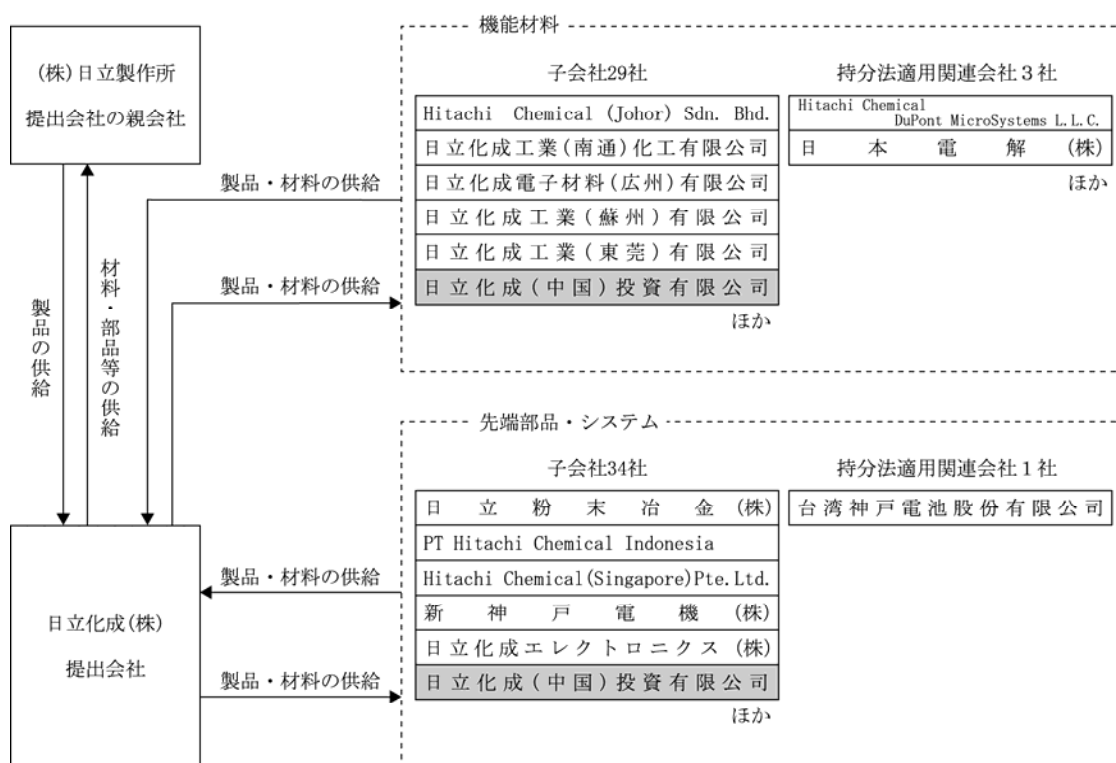 (株)日立製作所
提出会社の親会社
製品の供給
材料・部品等の供給
日立化成(株)
提出会社
機能材料
製品・材料の供給
製品・材料の供給
子会社29社
Hitachi Chemical (Johor) Sdn. Bhd.
日立化成工業(南通)化工有限公司
日立化成電子材料(広州)有限公司
日立化成工業(蘇州)有限公司
日立化成工業(東莞)有限公司
日立化成(中国)投資有限公司
ほか
持分法適用関連会社3社
Hitachi Chemical
DuPont MicroSystems L.L.C.
日本電解(株)
ほか
先端部品・システム
製品・材料の供給
製品・材料の供給
子会社34社
日立粉末冶金(株)
PT Hitachi Chemical Indonesia
Hitachi Chemical(Singapore)Pte.Ltd.
新神戸電機(株)
日立化成エレクトロニクス(株)
日立化成(中国)投資有限公司
ほか
持分法適用関連会社1社
台湾神戸電池股份有限公司